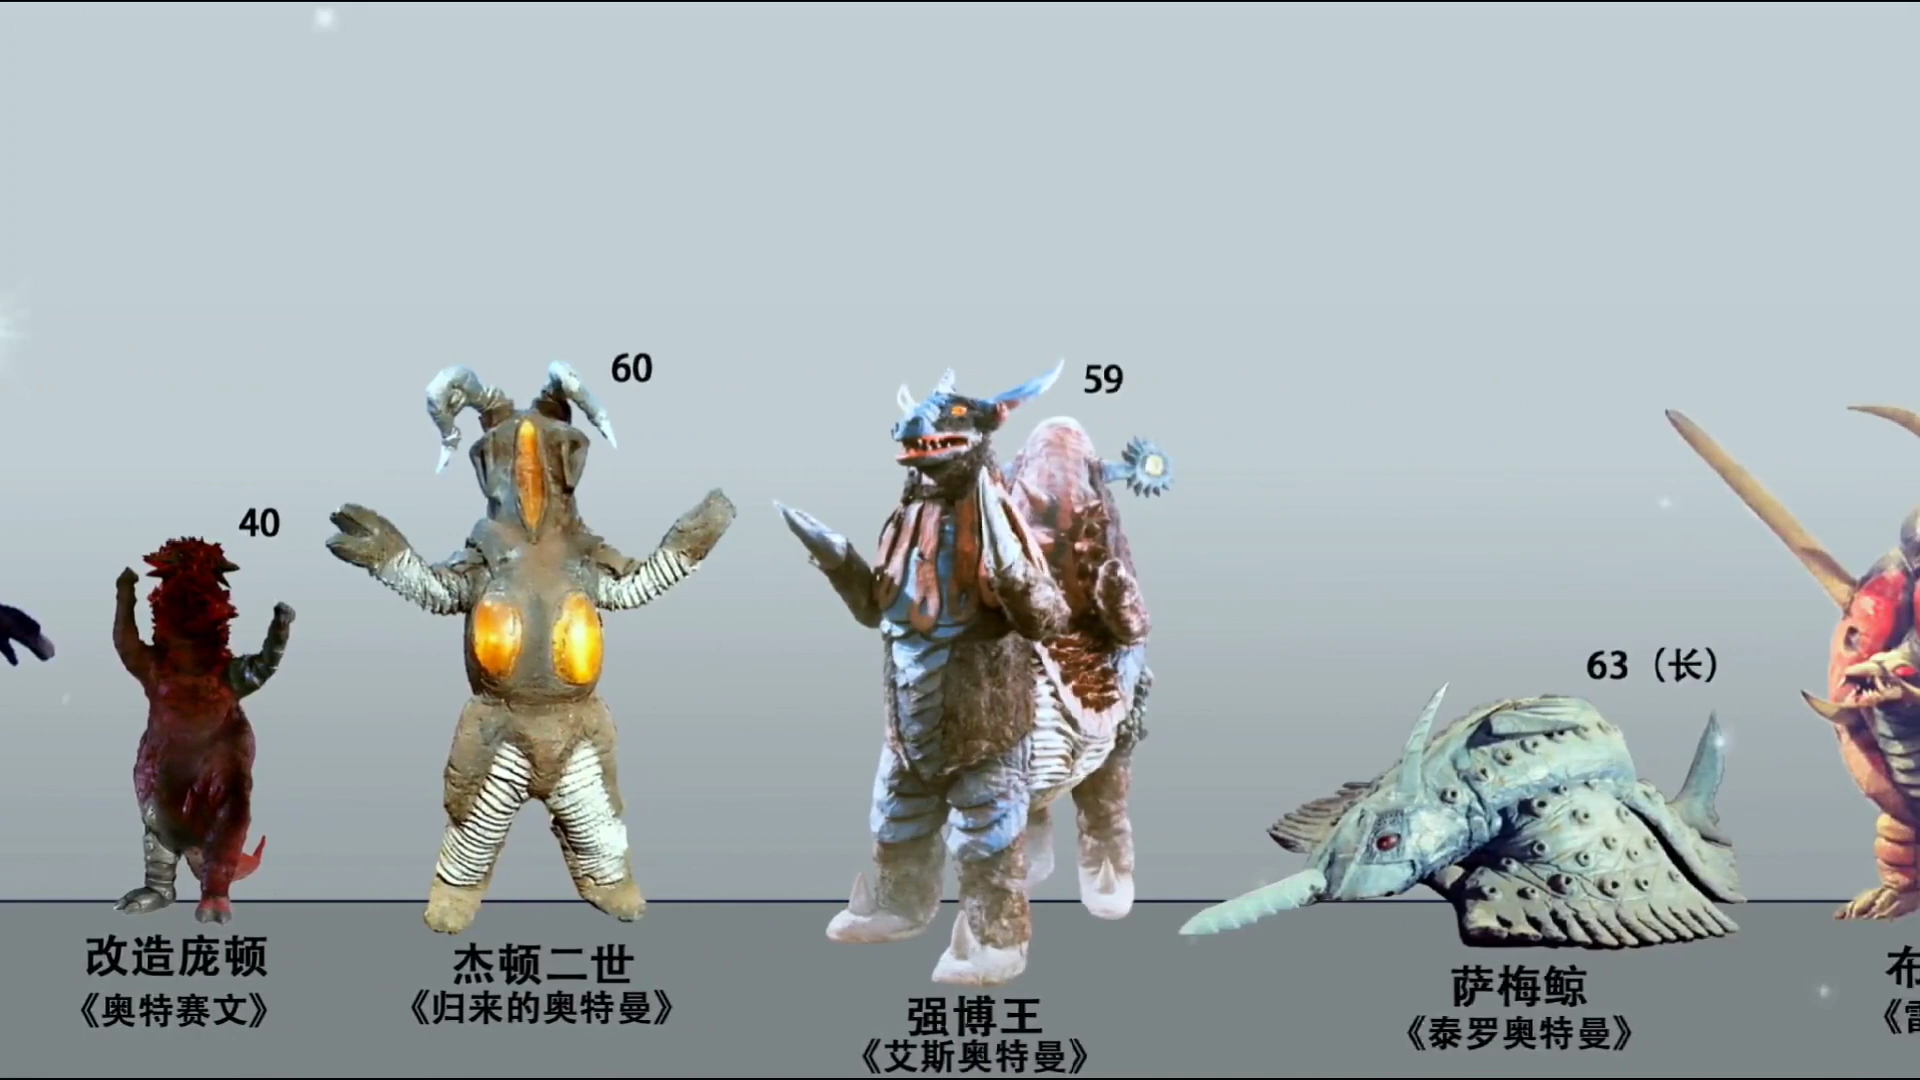 40
改造庞顿
《奥特赛文》
60
杰顿二世
《归来的奥特曼》
59
强博王
《艾斯奥特曼》
63（长）
萨梅鲸
《泰罗奥特曼》
布
《雷